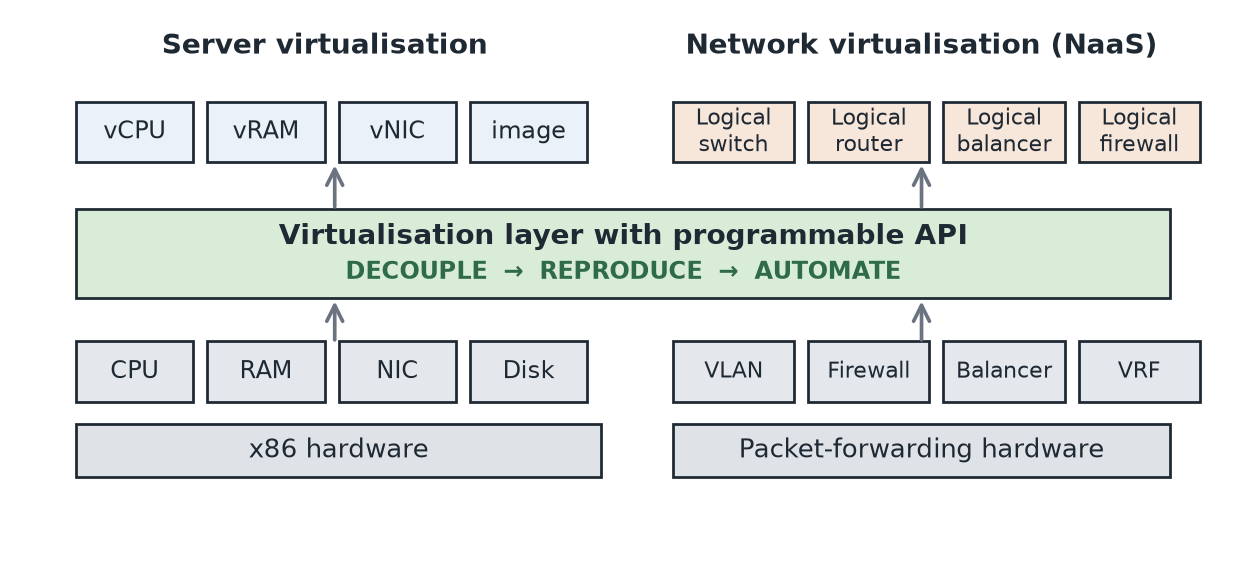 Server virtualisation
Network virtualisation (NaaS)
vCPU
vRAM
vNIC
image
Logical
switch
Logical
router
Logical
balancer
Logical
firewall
Virtualisation layer with programmable API
DECOUPLE → REPRODUCE → AUTOMATE
CPU
RAM
NIC
Disk
VLAN
Firewall
Balancer
VRF
x86 hardware
Packet-forwarding hardware